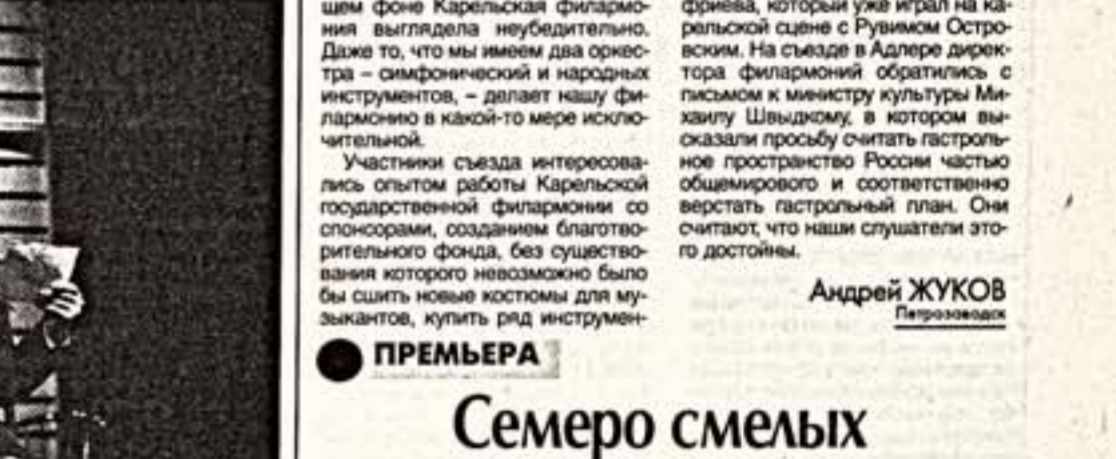 щем фоне Карельская филармо-
ния выглядела неубедительно.
Даже то, что мы имеем два оркес-
тра – симфонический и народных
инструментов, – делает нашу фи-
лармонию в какой-то мере исклю-
чительной.
Участники съезда интересова-
лись опытом работы Карельской
государственной филармонии со
спонсорами, созданием благотво-
рительного фонда, без существо-
вания которого невозможно было
бы сшить новые костюмы для му-
зыкантов, купить ряд инструмен-
фриева, который уже играл на ка-
рельской сцене с Рувимом Остро-
вским. На съезде в Адлере дирек-
тора филармоний обратились с
письмом к министру культуры Ми-
хаилу Швыдкому, в котором вы-
сказали просьбу считать гастроль-
ное пространство России частью
общемирового и соответственно
верстать гастрольный план. Они
считают, что наши слушатели это-
го достойны.
Андрей ЖУКОВ
Петрозаводск
ПРЕМЬЕРА
Семеро смелых